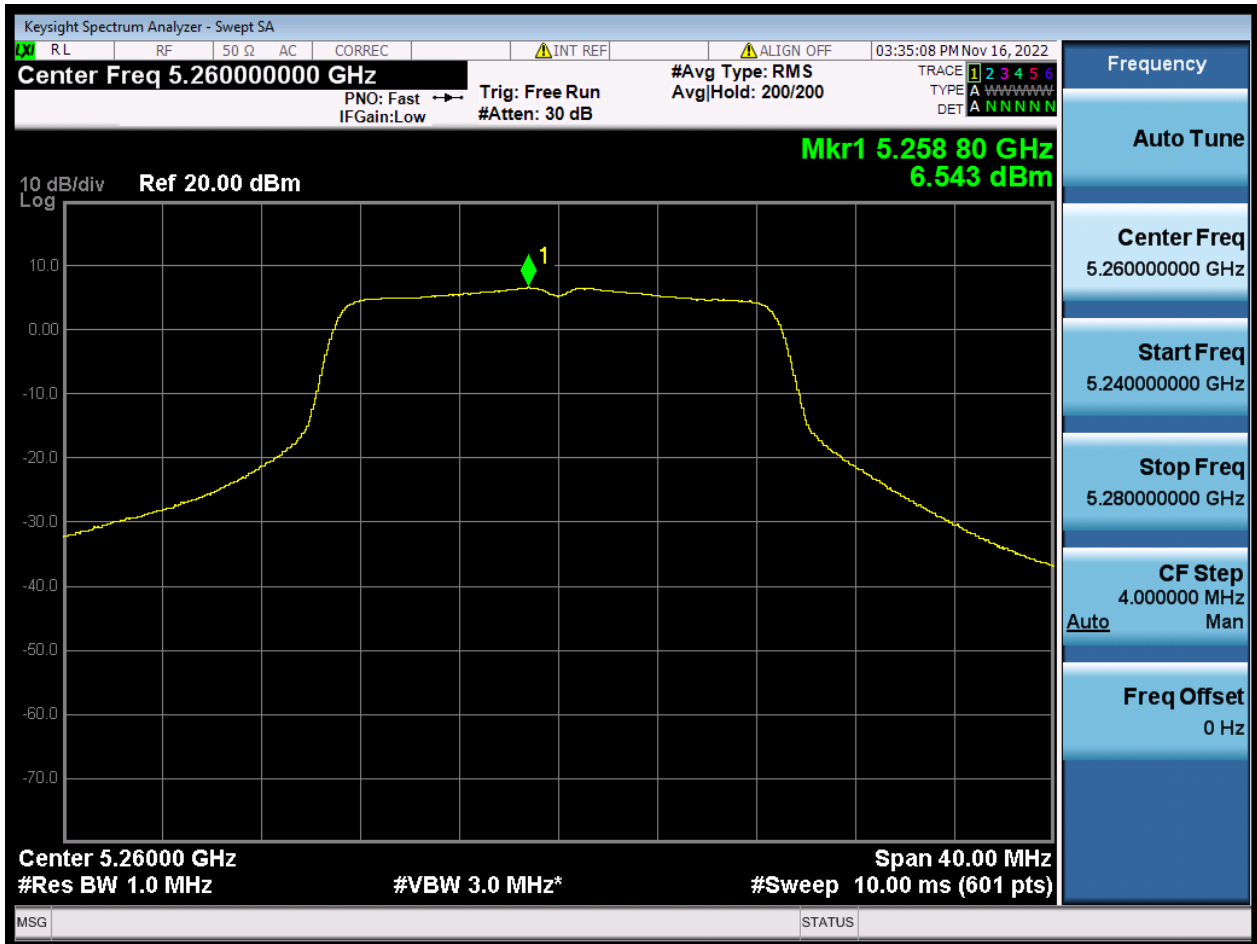 Keysight Spectrum Analyzer - Swept SA
LXI RL RF 50 Ω AC CORREC INT REF ALIGN OFF 03:35:08 PM Nov 16, 2022
Center Freq 5.260000000 GHz
PNO: Fast
IFGain:Low
Trig: Free Run
#Atten: 30 dB
#Avg Type: RMS
Avg|Hold: 200/200
TRACE 1 2 3 4 5 6
TYPE A WWWWW
DET A N N N N N
Mkr1 5.258 80 GHz
6.543 dBm
10 dB/div Ref 20.00 dBm
Log
1
10.0
0.00
-10.0
-20.0
-30.0
-40.0
-50.0
-60.0
-70.0
Center 5.26000 GHz Span 40.00 MHz
#Res BW 1.0 MHz #VBW 3.0 MHz* #Sweep 10.00 ms (601 pts)
MSG STATUS
Frequency
Auto Tune
Center Freq
5.260000000 GHz
Start Freq
5.240000000 GHz
Stop Freq
5.280000000 GHz
CF Step
4.000000 MHz
Auto Man
Freq Offset
0 Hz